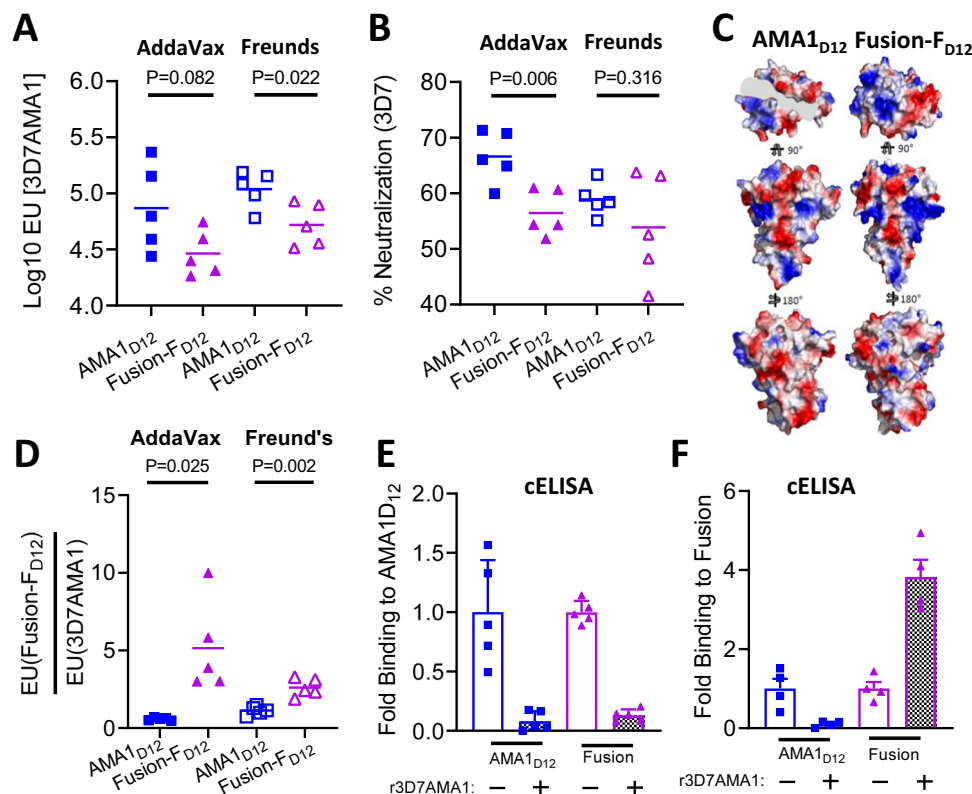 A
AddaVax Freunds
P=0.082 P=0.022
Log10 EU [3D7AMA1]
6.0
5.5
5.0
4.5
4.0
AMA1D12
Fusion-FD12
AMA1D12
Fusion-FD12
B
AddaVax Freunds
P=0.006 P=0.316
% Neutralization (3D7)
80
70
60
50
40
AMA1D12
Fusion-FD12
AMA1D12
Fusion-FD12
C
AMA1D12 Fusion-FD12
90° 90°
180° 180°
D
AddaVax Freund's
P=0.025 P=0.002
EU(Fusion-FD12)
EU(3D7AMA1)
15
10
5
0
AMA1D12
Fusion-FD12
AMA1D12
Fusion-FD12
E
cELISA
Fold Binding to AMA1D12
2.0
1.5
1.0
0.5
0.0
AMA1D12 Fusion
r3D7AMA1: − + − +
F
cELISA
Fold Binding to Fusion
6
4
2
0
AMA1D12 Fusion
r3D7AMA1: − + − +